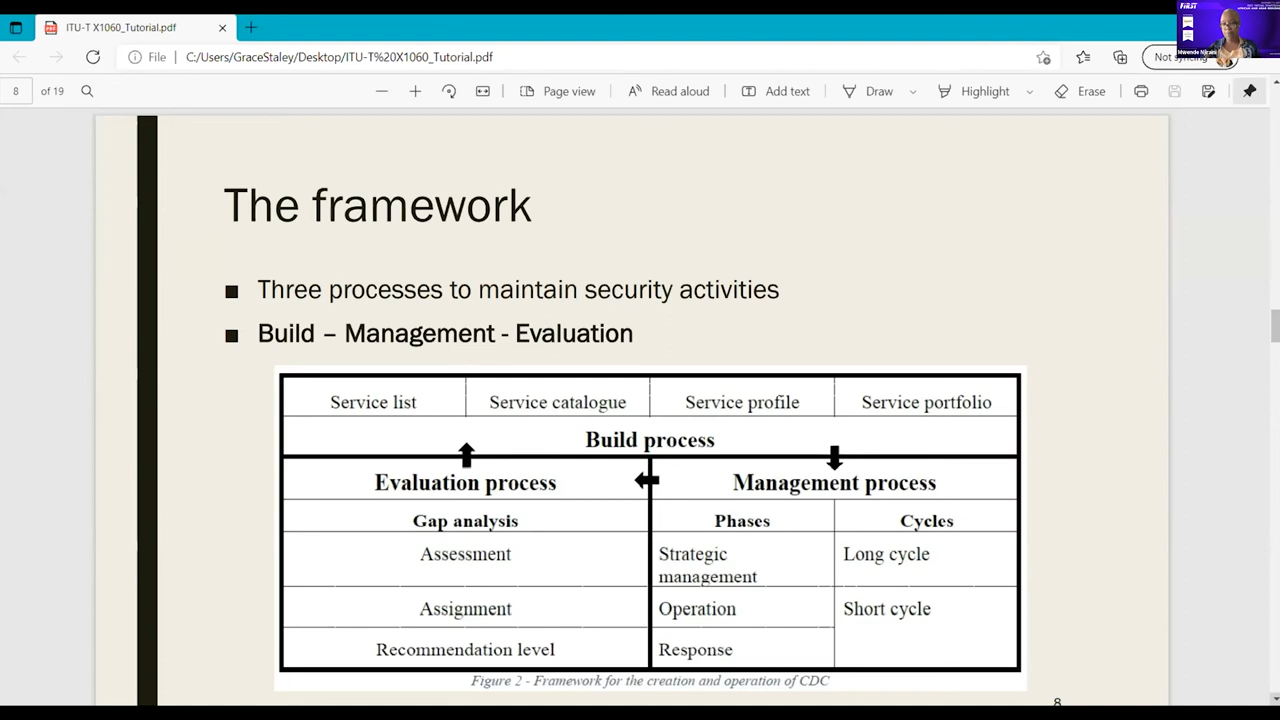 ITU-T X1060_Tutorial.pdf
File C:/Users/GraceStaley/Desktop/ITU-T%20X1060_Tutorial.pdf
Not syncing
FIRST
Mwende Njiraini
8 of 19 Page view Read aloud Add text Draw Highlight Erase
The framework
Three processes to maintain security activities
Build – Management - Evaluation
Service list Service catalogue Service profile Service portfolio
Build process
Evaluation process Management process
Gap analysis Phases Cycles
Assessment Strategic management Long cycle
Assignment Operation Short cycle
Recommendation level Response
Figure 2 - Framework for the creation and operation of CDC
8